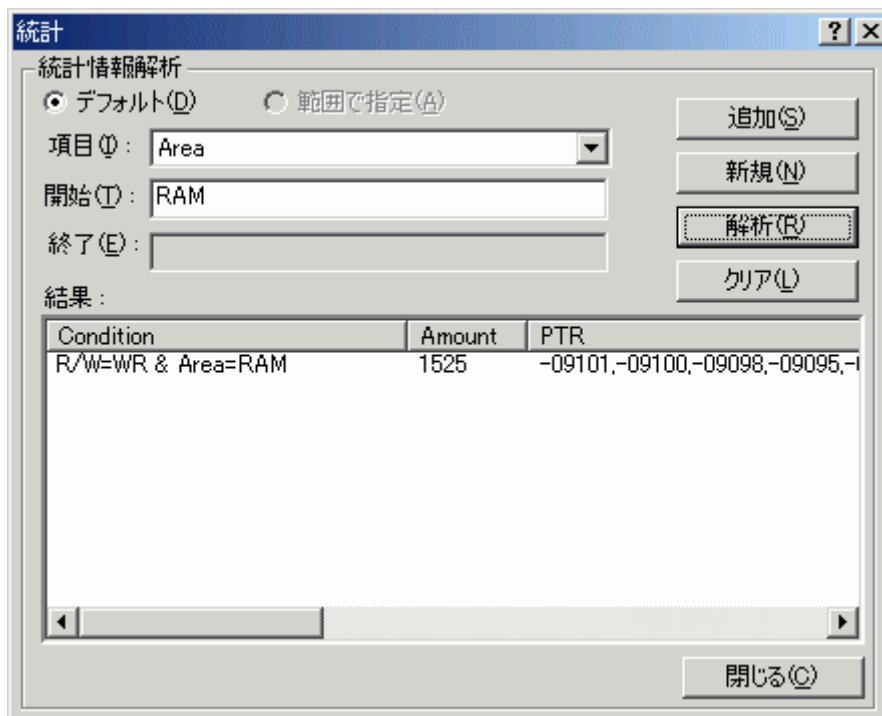 統計
統計情報解析
デフォルト(D) 範囲で指定(A)
追加(S)
項目(I): Area
新規(N)
開始(T): RAM
解析(R)
終了(E):
クリア(L)
結果:
Condition Amount PTR
R/W=WR & Area=RAM 1525 -09101,-09100,-09098,-09095,-
閉じる(C)